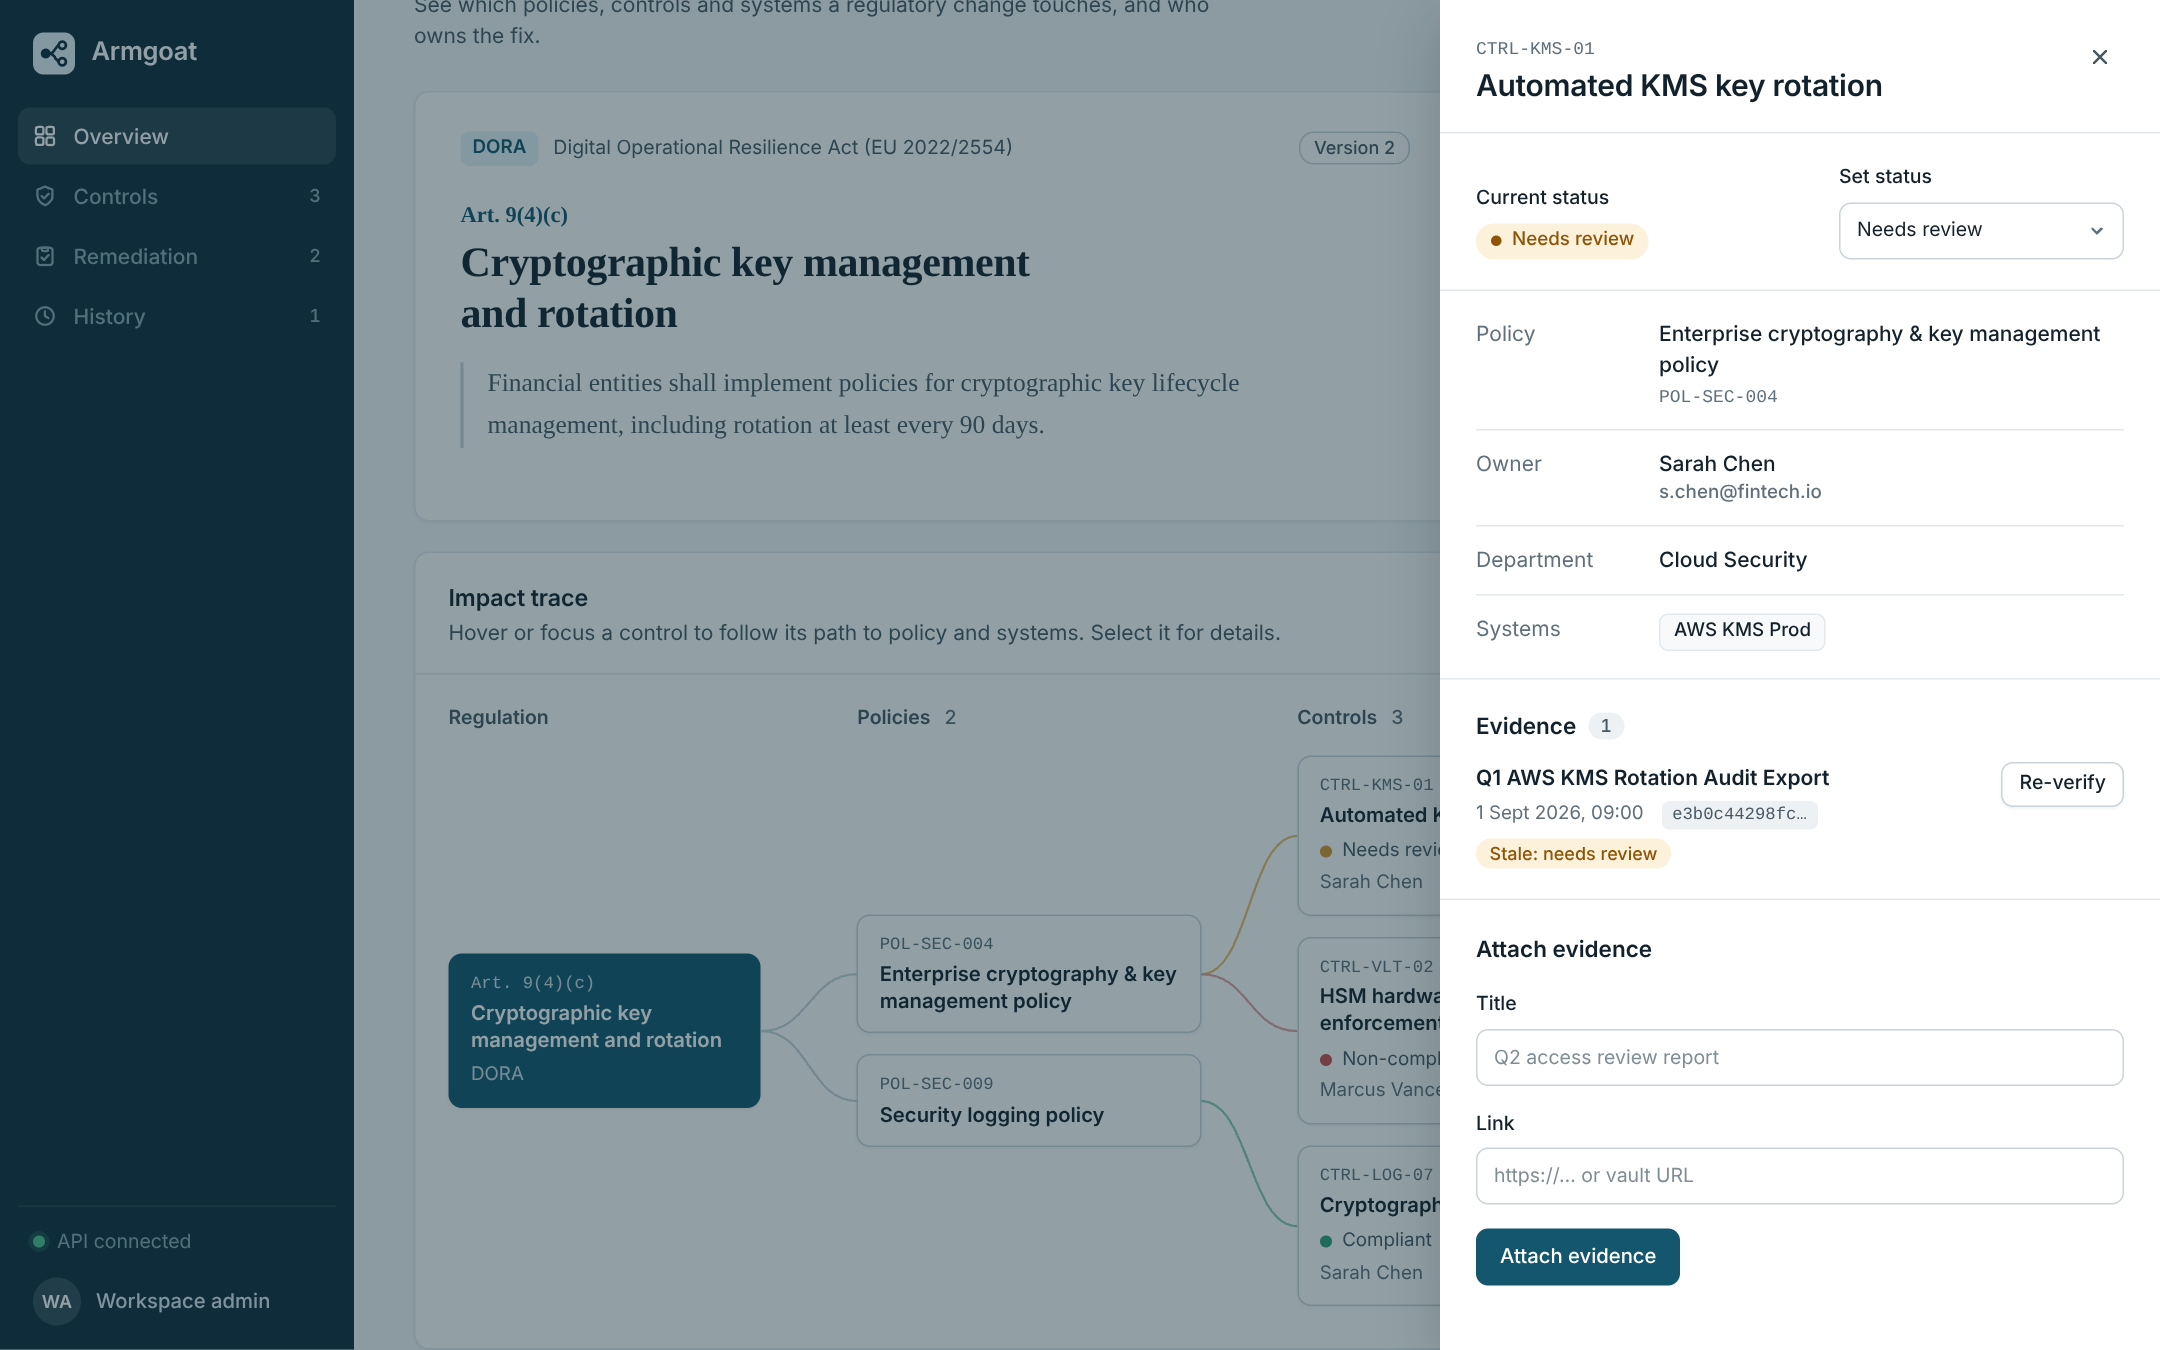 Armgoat
Overview
Controls 3
Remediation 2
History 1
API connected
WA Workspace admin
See which policies, controls and systems a regulatory change touches, and who
owns the fix.
DORA Digital Operational Resilience Act (EU 2022/2554) Version 2
Art. 9(4)(c)
Cryptographic key management
and rotation
Financial entities shall implement policies for cryptographic key lifecycle
management, including rotation at least every 90 days.
Impact trace
Hover or focus a control to follow its path to policy and systems. Select it for details.
Regulation
Art. 9(4)(c)
Cryptographic key
management and rotation
DORA
Policies 2
POL-SEC-004
Enterprise cryptography & key
management policy
POL-SEC-009
Security logging policy
Controls 3
CTRL-KMS-01
Automated
Needs revi
Sarah Chen
CTRL-VLT-02
HSM hardwa
enforcement
Non-compl
Marcus Vance
CTRL-LOG-07
Cryptograph
Compliant
Sarah Chen
CTRL-KMS-01
Automated KMS key rotation
Current status
Needs review
Set status
Needs review
Policy
Enterprise cryptography & key management
policy
POL-SEC-004
Owner
Sarah Chen
s.chen@fintech.io
Department
Cloud Security
Systems
AWS KMS Prod
Evidence 1
Q1 AWS KMS Rotation Audit Export
Re-verify
1 Sept 2026, 09:00 e3b0c44298fc…
Stale: needs review
Attach evidence
Title
Q2 access review report
Link
https://... or vault URL
Attach evidence